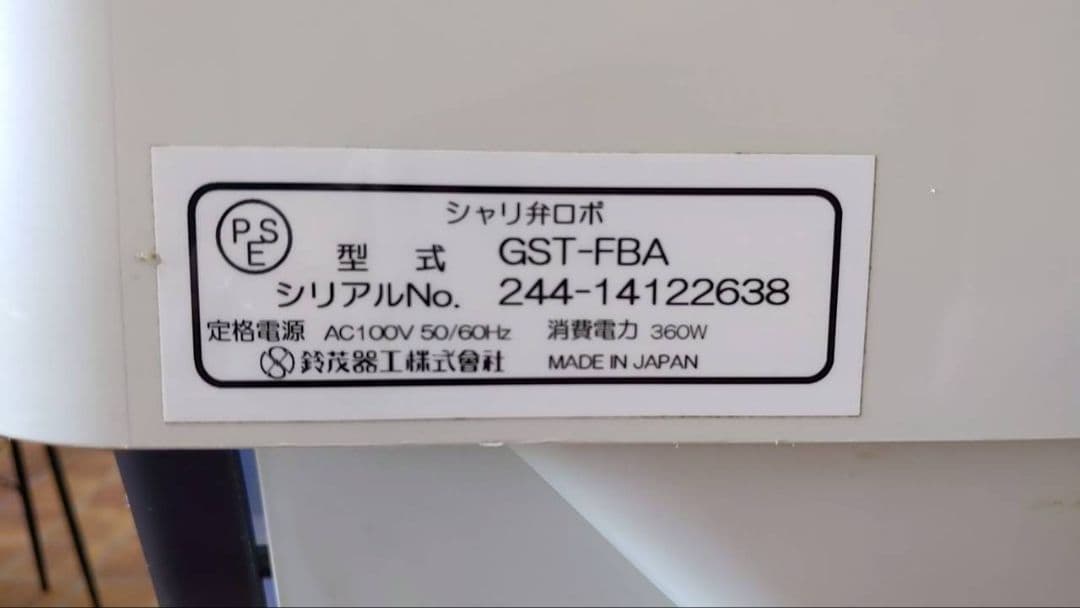 シャリ弁ロボ
PSE
型 式 GST-FBA
シリアルNo. 244-14122638
定格電源 AC100V 50/60Hz 消費電力 360W
鈴茂器工株式會社 MADE IN JAPAN